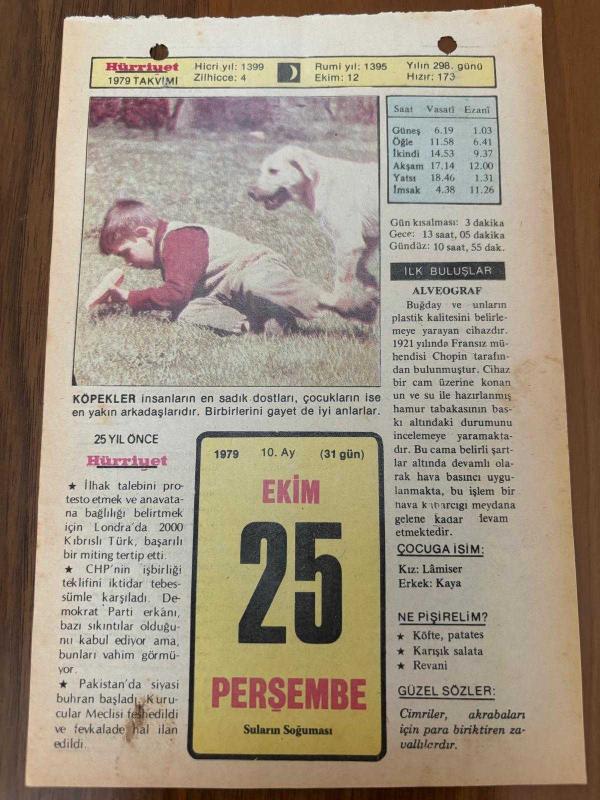 Hürriyet
1979 TAKVİMİ
Hicri yıl: 1399
Zilhicce: 4
Rumi yıl: 1395
Ekim: 12
Yılın 298. günü
Hızır: 173
Saat Vasatî Ezanî
Güneş 6.19 1.03
Öğle 11.58 6.41
İkindi 14.53 9.37
Akşam 17.14 12.00
Yatsı 18.46 1.31
İmsak 4.38 11.26
Gün kısalması: 3 dakika
Gece: 13 saat, 05 dakika
Gündüz: 10 saat, 55 dak.
KÖPEKLER insanların en sadık dostları, çocukların ise
en yakın arkadaşlarıdır. Birbirlerini gayet de iyi anlarlar.
25 YIL ÖNCE
Hürriyet
★ İlhak talebini pro-
testo etmek ve anavata-
na bağlılığı belirtmek
için Londra'da 2000
Kıbrıslı Türk, başarılı
bir miting tertip etti.
★ CHP'nin işbirliği
teklifini iktidar tebes-
sümle karşıladı. De-
mokrat Parti erkânı,
bazı sıkıntılar olduğu-
nu kabul ediyor ama,
bunları vahim görmü-
yor.
★ Pakistan'da siyasi
buhran başladı. Kuru-
cular Meclisi feshedildi
ve fevkalade hal ilan
edildi.
1979 10. Ay (31 gün)
EKİM
25
PERŞEMBE
Suların Soğuması
İLK BULUŞLAR
ALVEOGRAF
Buğday ve unların
plastik kalitesini belirle-
meye yarayan cihazdır.
1921 yılında Fransız mü-
hendisi Chopin tarafın-
dan bulunmuştur. Cihaz
bir cam üzerine konan
un ve su ile hazırlanmış
hamur tabakasının bas-
kı altındaki durumunu
incelemeye yaramakta-
dır. Bu cama belirli şart-
lar altında devamlı ola-
rak hava basıncı uygu-
lanmakta, bu işlem bir
hava kabarcığı meydana
gelene kadar devam
etmektedir.
ÇOCUGA İSİM:
Kız: Lâmiser
Erkek: Kaya
NE PİŞİRELİM?
★ Köfte, patates
★ Karışık salata
★ Revani
GÜZEL SÖZLER:
Cimriler, akrabaları
için para biriktiren za-
vallılardır.